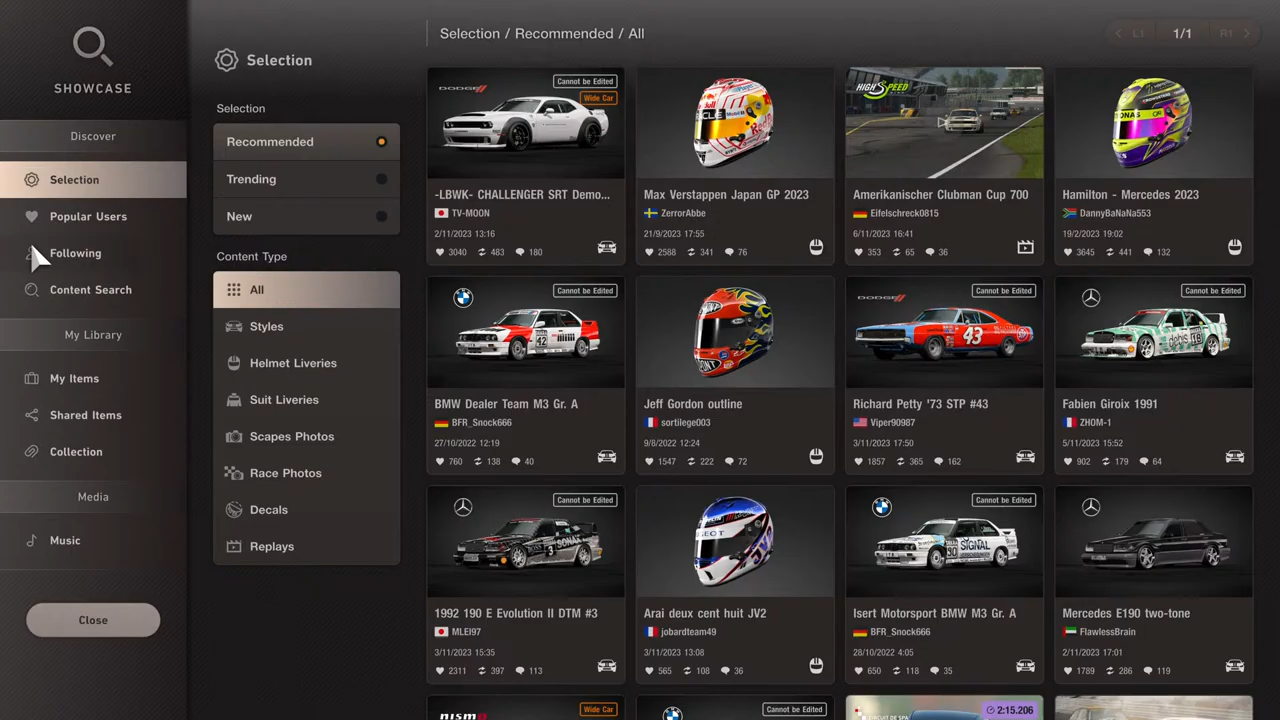 SHOWCASE
Discover
Selection
Popular Users
Following
Content Search
My Library
My Items
Shared Items
Collection
Media
Music
Close
Selection
Selection
Recommended
Trending
New
Content Type
All
Styles
Helmet Liveries
Suit Liveries
Scapes Photos
Race Photos
Decals
Replays
Selection / Recommended / All
L1 1/1 R1
Cannot be Edited
Wide Car
-LBWK- CHALLENGER SRT Demo...
TV-MOON
2/11/2023 13:16
3040 483 180
Max Verstappen Japan GP 2023
ZerrorAbbe
21/9/2023 17:55
2588 341 76
HIGH SPEED
Amerikanischer Clubman Cup 700
Eifelschreck0815
6/11/2023 16:41
353 65 36
Hamilton - Mercedes 2023
DannyBaNaNa553
19/2/2023 19:02
3645 441 132
Cannot be Edited
BMW Dealer Team M3 Gr. A
BFR_Snock666
27/10/2022 12:19
760 138 40
Jeff Gordon outline
sortilege003
9/8/2022 12:24
1547 222 72
Cannot be Edited
Richard Petty '73 STP #43
Viper90987
3/11/2023 17:50
1857 365 162
Cannot be Edited
Fabien Giroix 1991
ZHOM-1
5/11/2023 15:52
902 179 64
Cannot be Edited
1992 190 E Evolution II DTM #3
MLEI97
3/11/2023 15:35
2311 397 113
Arai deux cent huit JV2
jobardteam49
3/11/2023 13:08
565 108 36
Cannot be Edited
Isert Motorsport BMW M3 Gr. A
BFR_Snock666
28/10/2022 4:05
650 118 35
Mercedes E190 two-tone
FlawlessBrain
2/11/2023 17:01
1789 286 119
nismo
Wide Car
Cannot be Edited
2:15.206